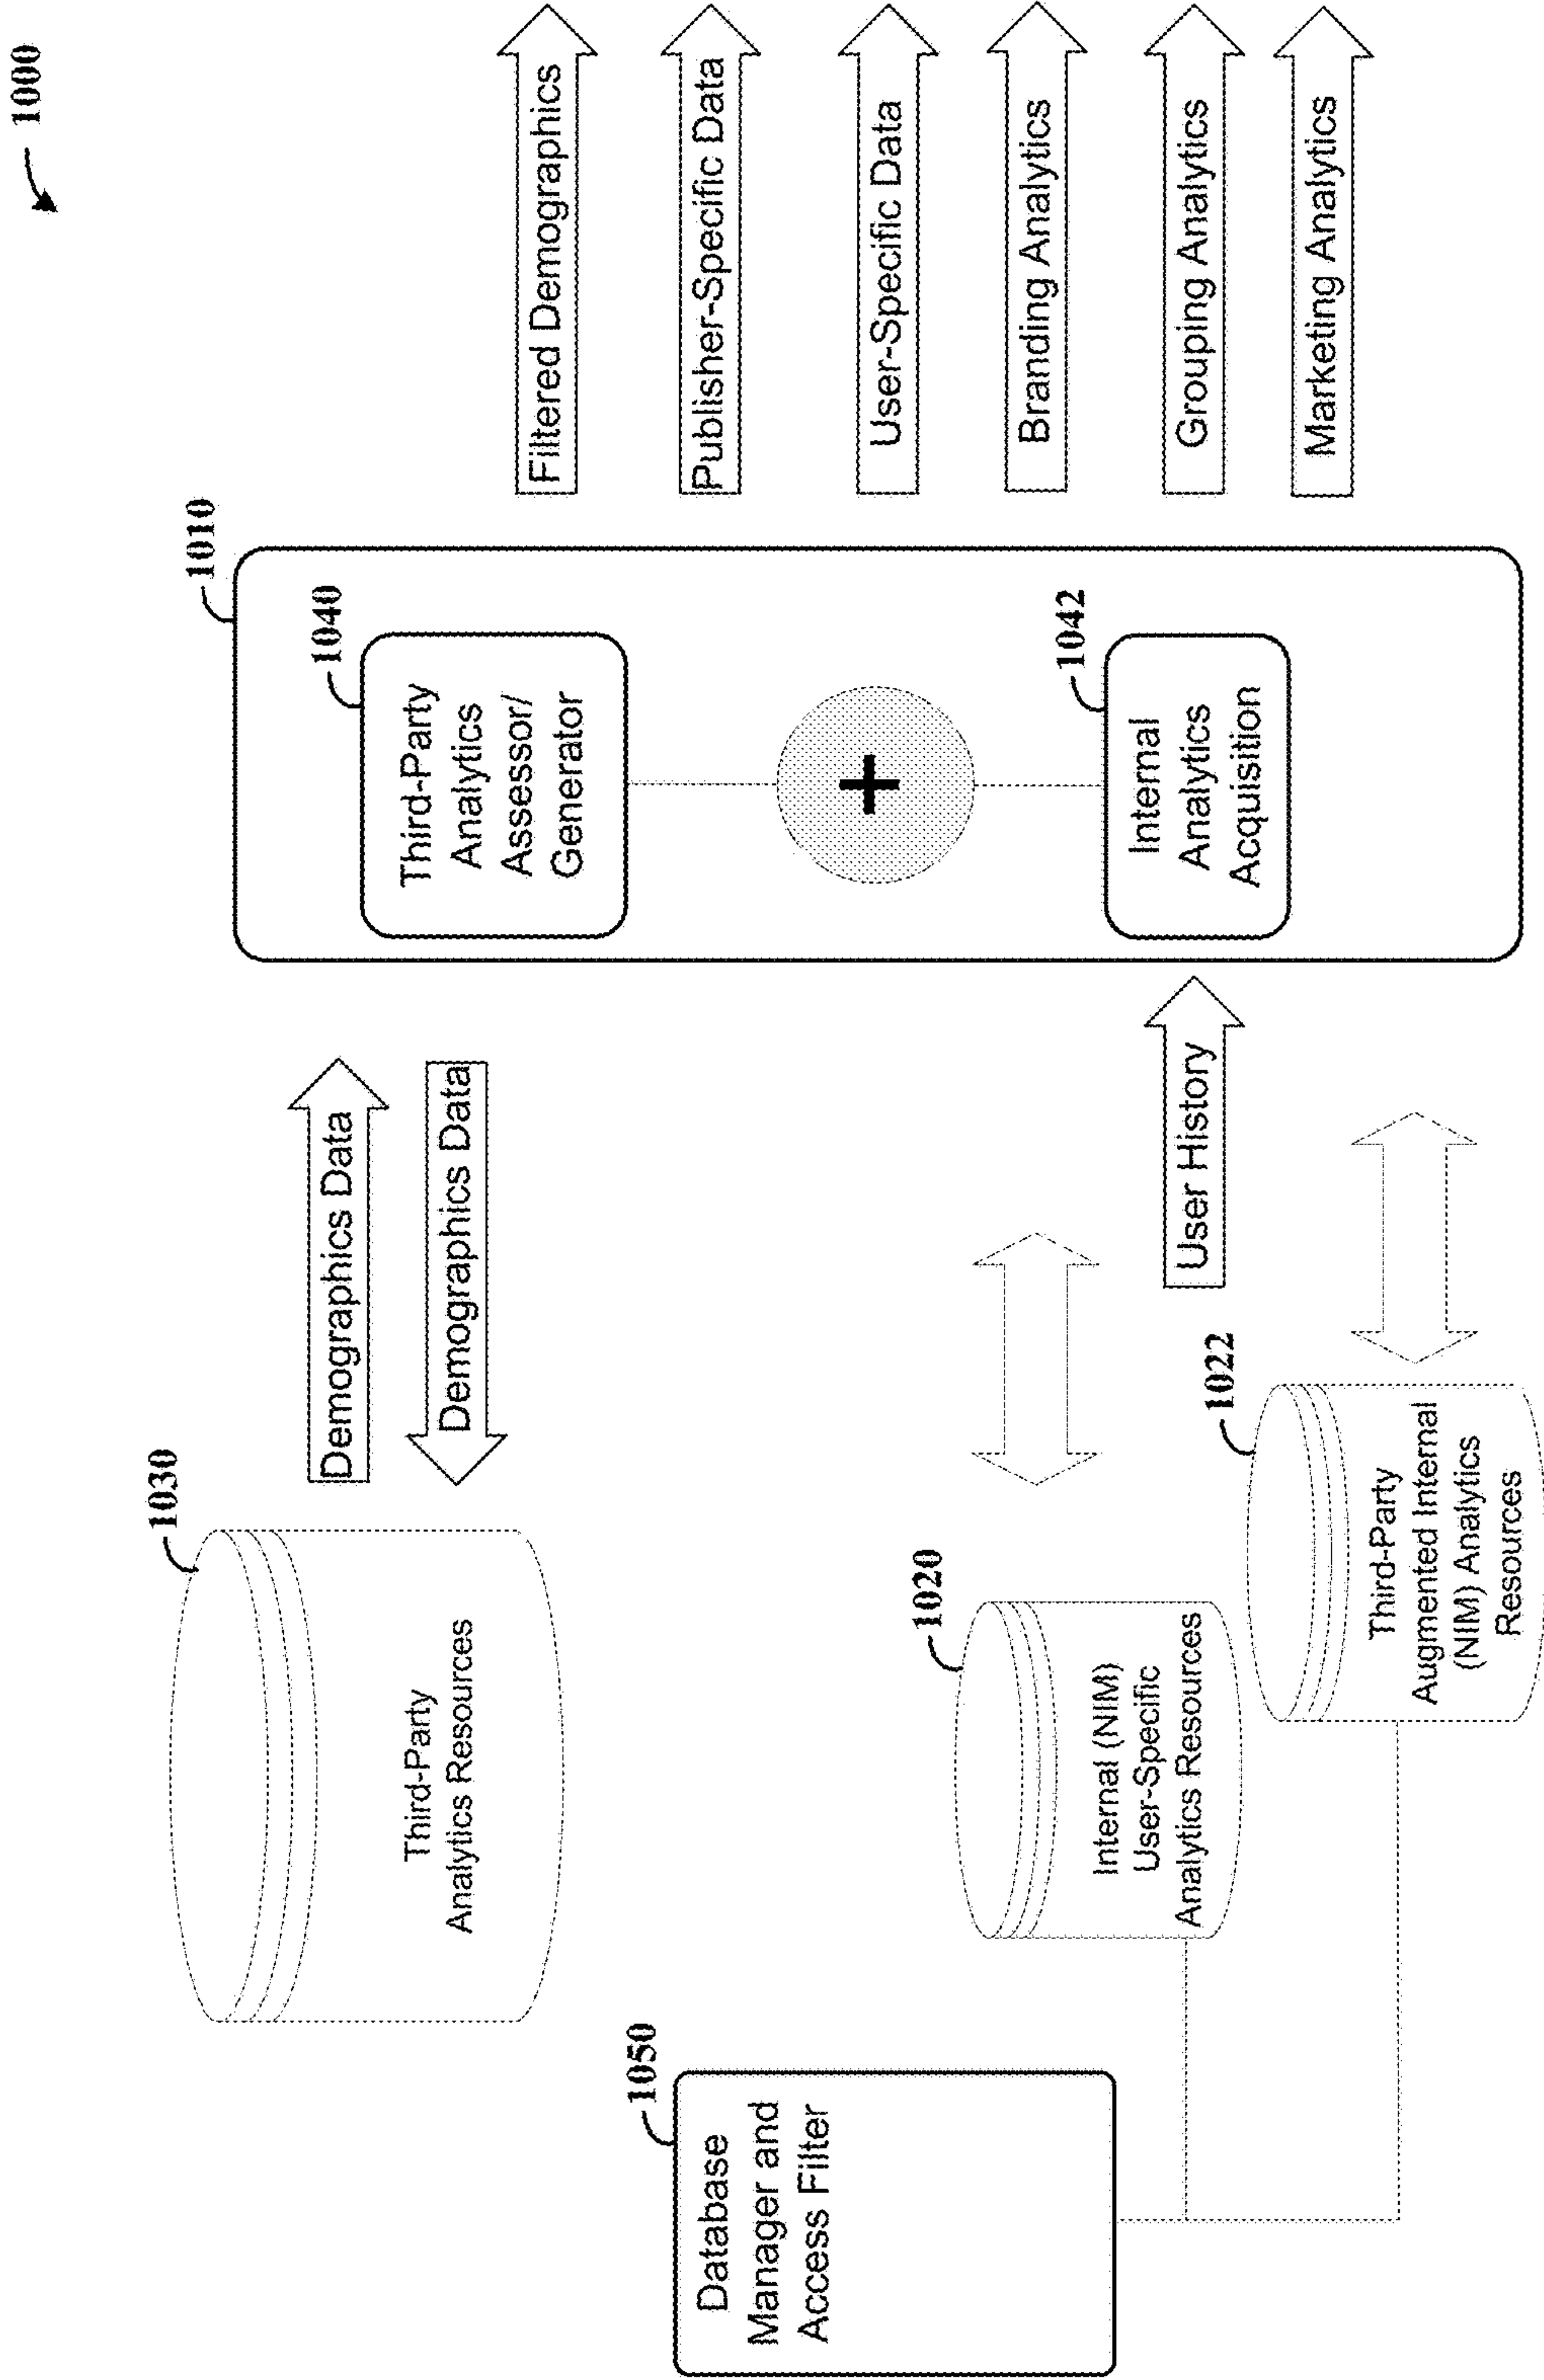 1000
1030
Third-Party
Analytics Resources
Demographics Data
Demographics Data
1010
1040
Third-Party
Analytics
Assessor/
Generator
+
1042
Internal
Analytics
Acquisition
Filtered Demographics
Publisher-Specific Data
User-Specific Data
Branding Analytics
Grouping Analytics
Marketing Analytics
1050
Database
Manager and
Access Filter
1020
Internal (NIM)
User-Specific
Analytics Resources
User History
1022
Third-Party
Augmented Internal
(NIM) Analytics
Resources